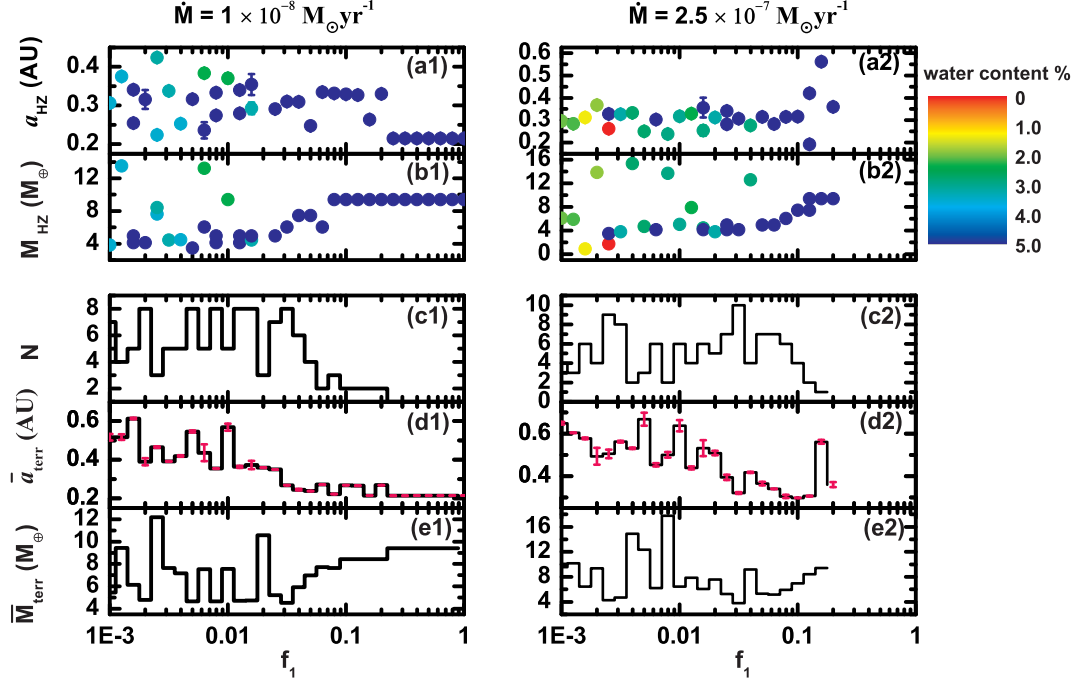 Ṁ = 1 × 10⁻⁸ M⊙yr⁻¹
Ṁ = 2.5 × 10⁻⁷ M⊙yr⁻¹
a_HZ (AU)
0.4
0.3
0.2
(a1)
0.6
0.5
0.4
0.3
0.2
(a2)
water content %
0
1.0
2.0
3.0
4.0
5.0
M_HZ (M⊕)
12
8
4
(b1)
16
12
8
4
0
(b2)
N
8
6
4
2
(c1)
10
8
6
4
2
0
(c2)
a̅_terr (AU)
0.6
0.4
0.2
(d1)
0.6
0.4
(d2)
M̅_terr (M⊕)
12
10
8
6
4
(e1)
16
12
8
4
(e2)
1E-3 0.01 0.1 1
1E-3 0.01 0.1 1
f₁
f₁